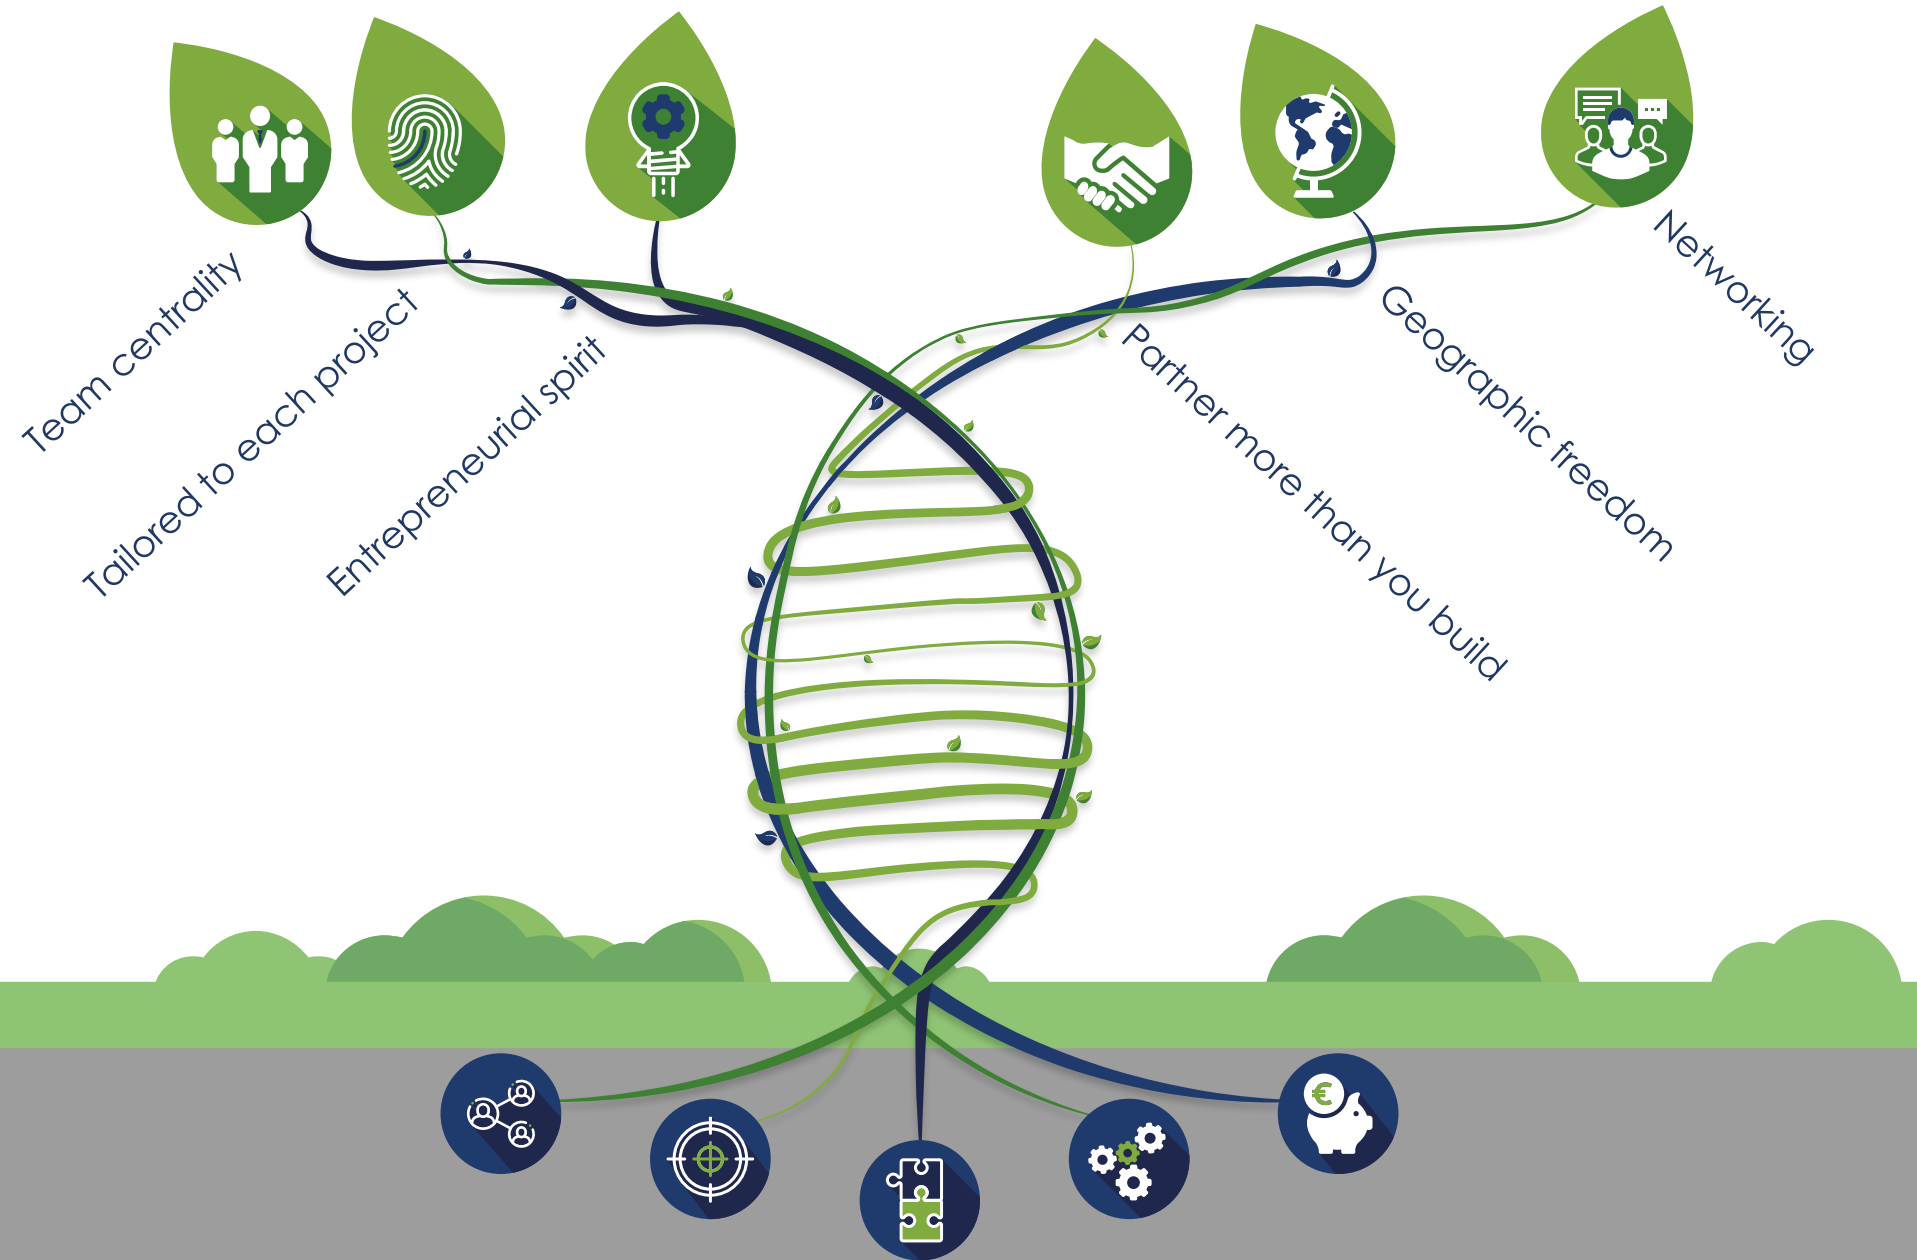 Team centrality
Tailored to each project
Entrepreneurial spirit
Partner more than you build
Geographic freedom
Networking
€